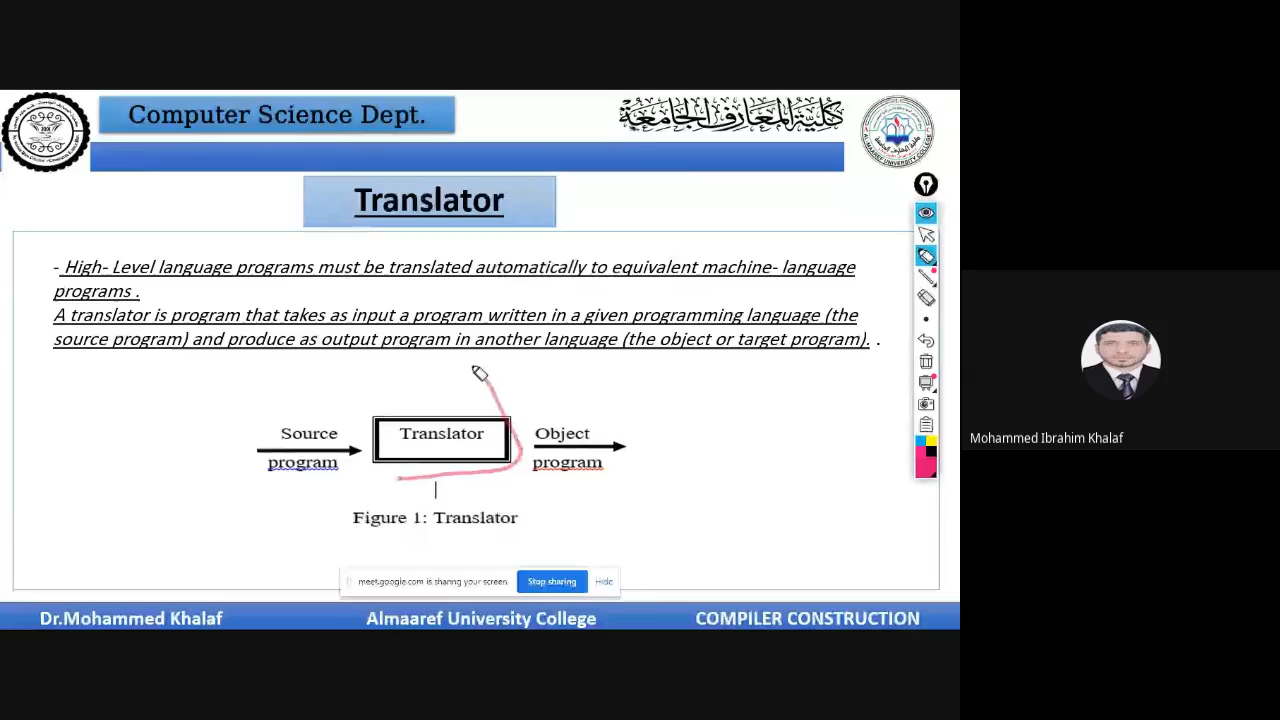 Computer Science Dept.
كلية المعارف الجامعة
Translator
- High- Level language programs must be translated automatically to equivalent machine- language
programs .
A translator is program that takes as input a program written in a given programming language (the
source program) and produce as output program in another language (the object or target program). .
Source
program
Translator
Object
program
Figure 1: Translator
meet.google.com is sharing your screen.
Stop sharing
Hide
Dr.Mohammed Khalaf
Almaaref University College
COMPILER CONSTRUCTION
Mohammed Ibrahim Khalaf